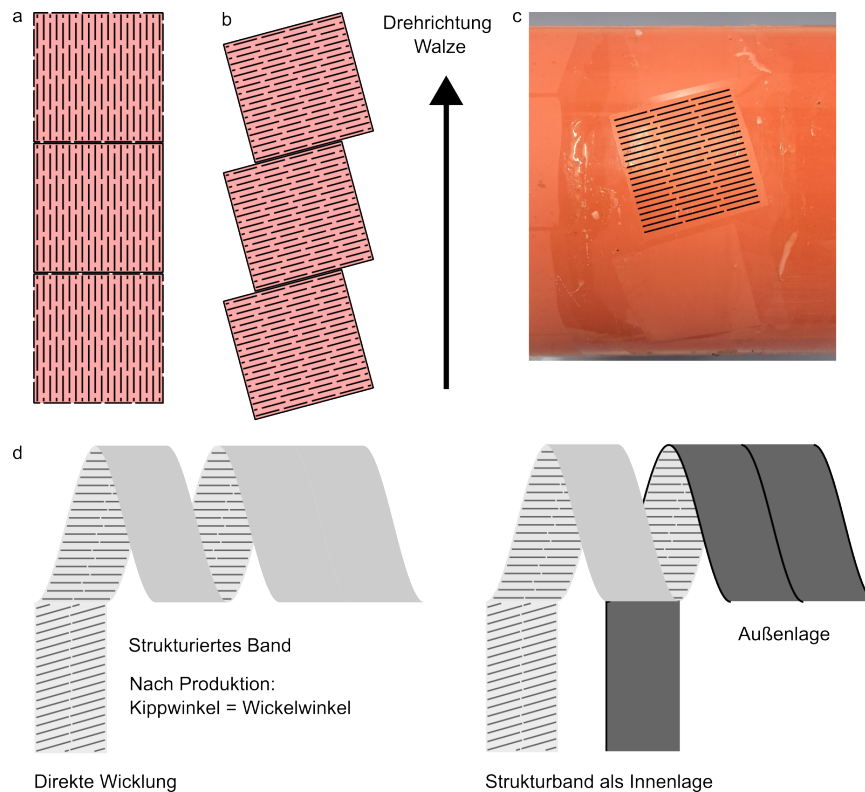 a
b
Drehrichtung
Walze
c
d
Strukturiertes Band
Nach Produktion:
Kippwinkel = Wickelwinkel
Direkte Wicklung
Außenlage
Strukturband als Innenlage